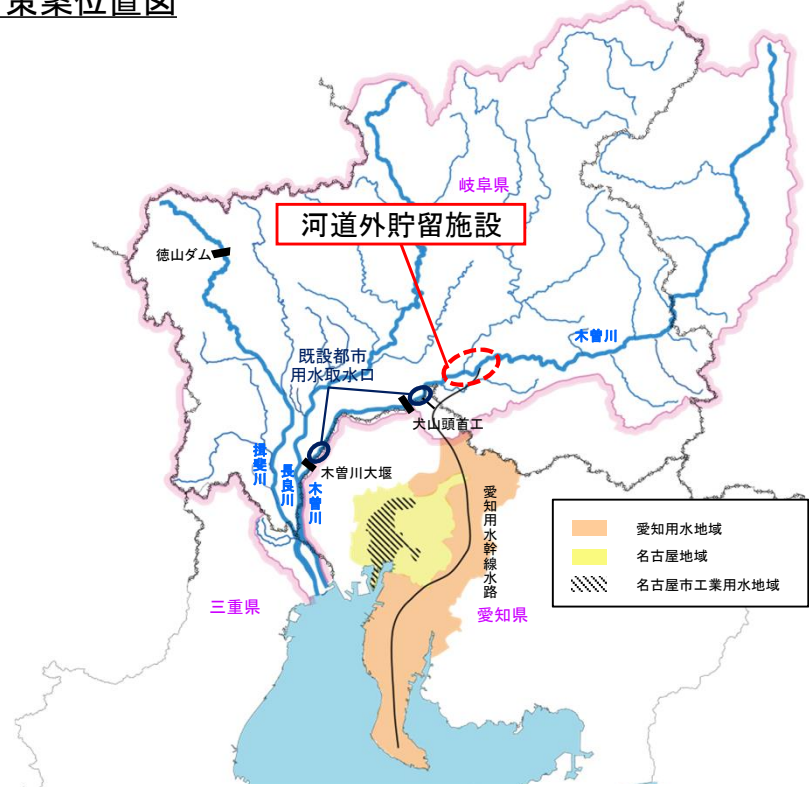 策案位置図
岐阜県
河道外貯留施設
徳山ダム
木曽川
既設都市
用水取水口
犬山頭首工
揖斐川
長良川
木曽川
木曽川大堰
愛知用水幹線水路
愛知用水地域
名古屋地域
名古屋市工業用水地域
三重県
愛知県